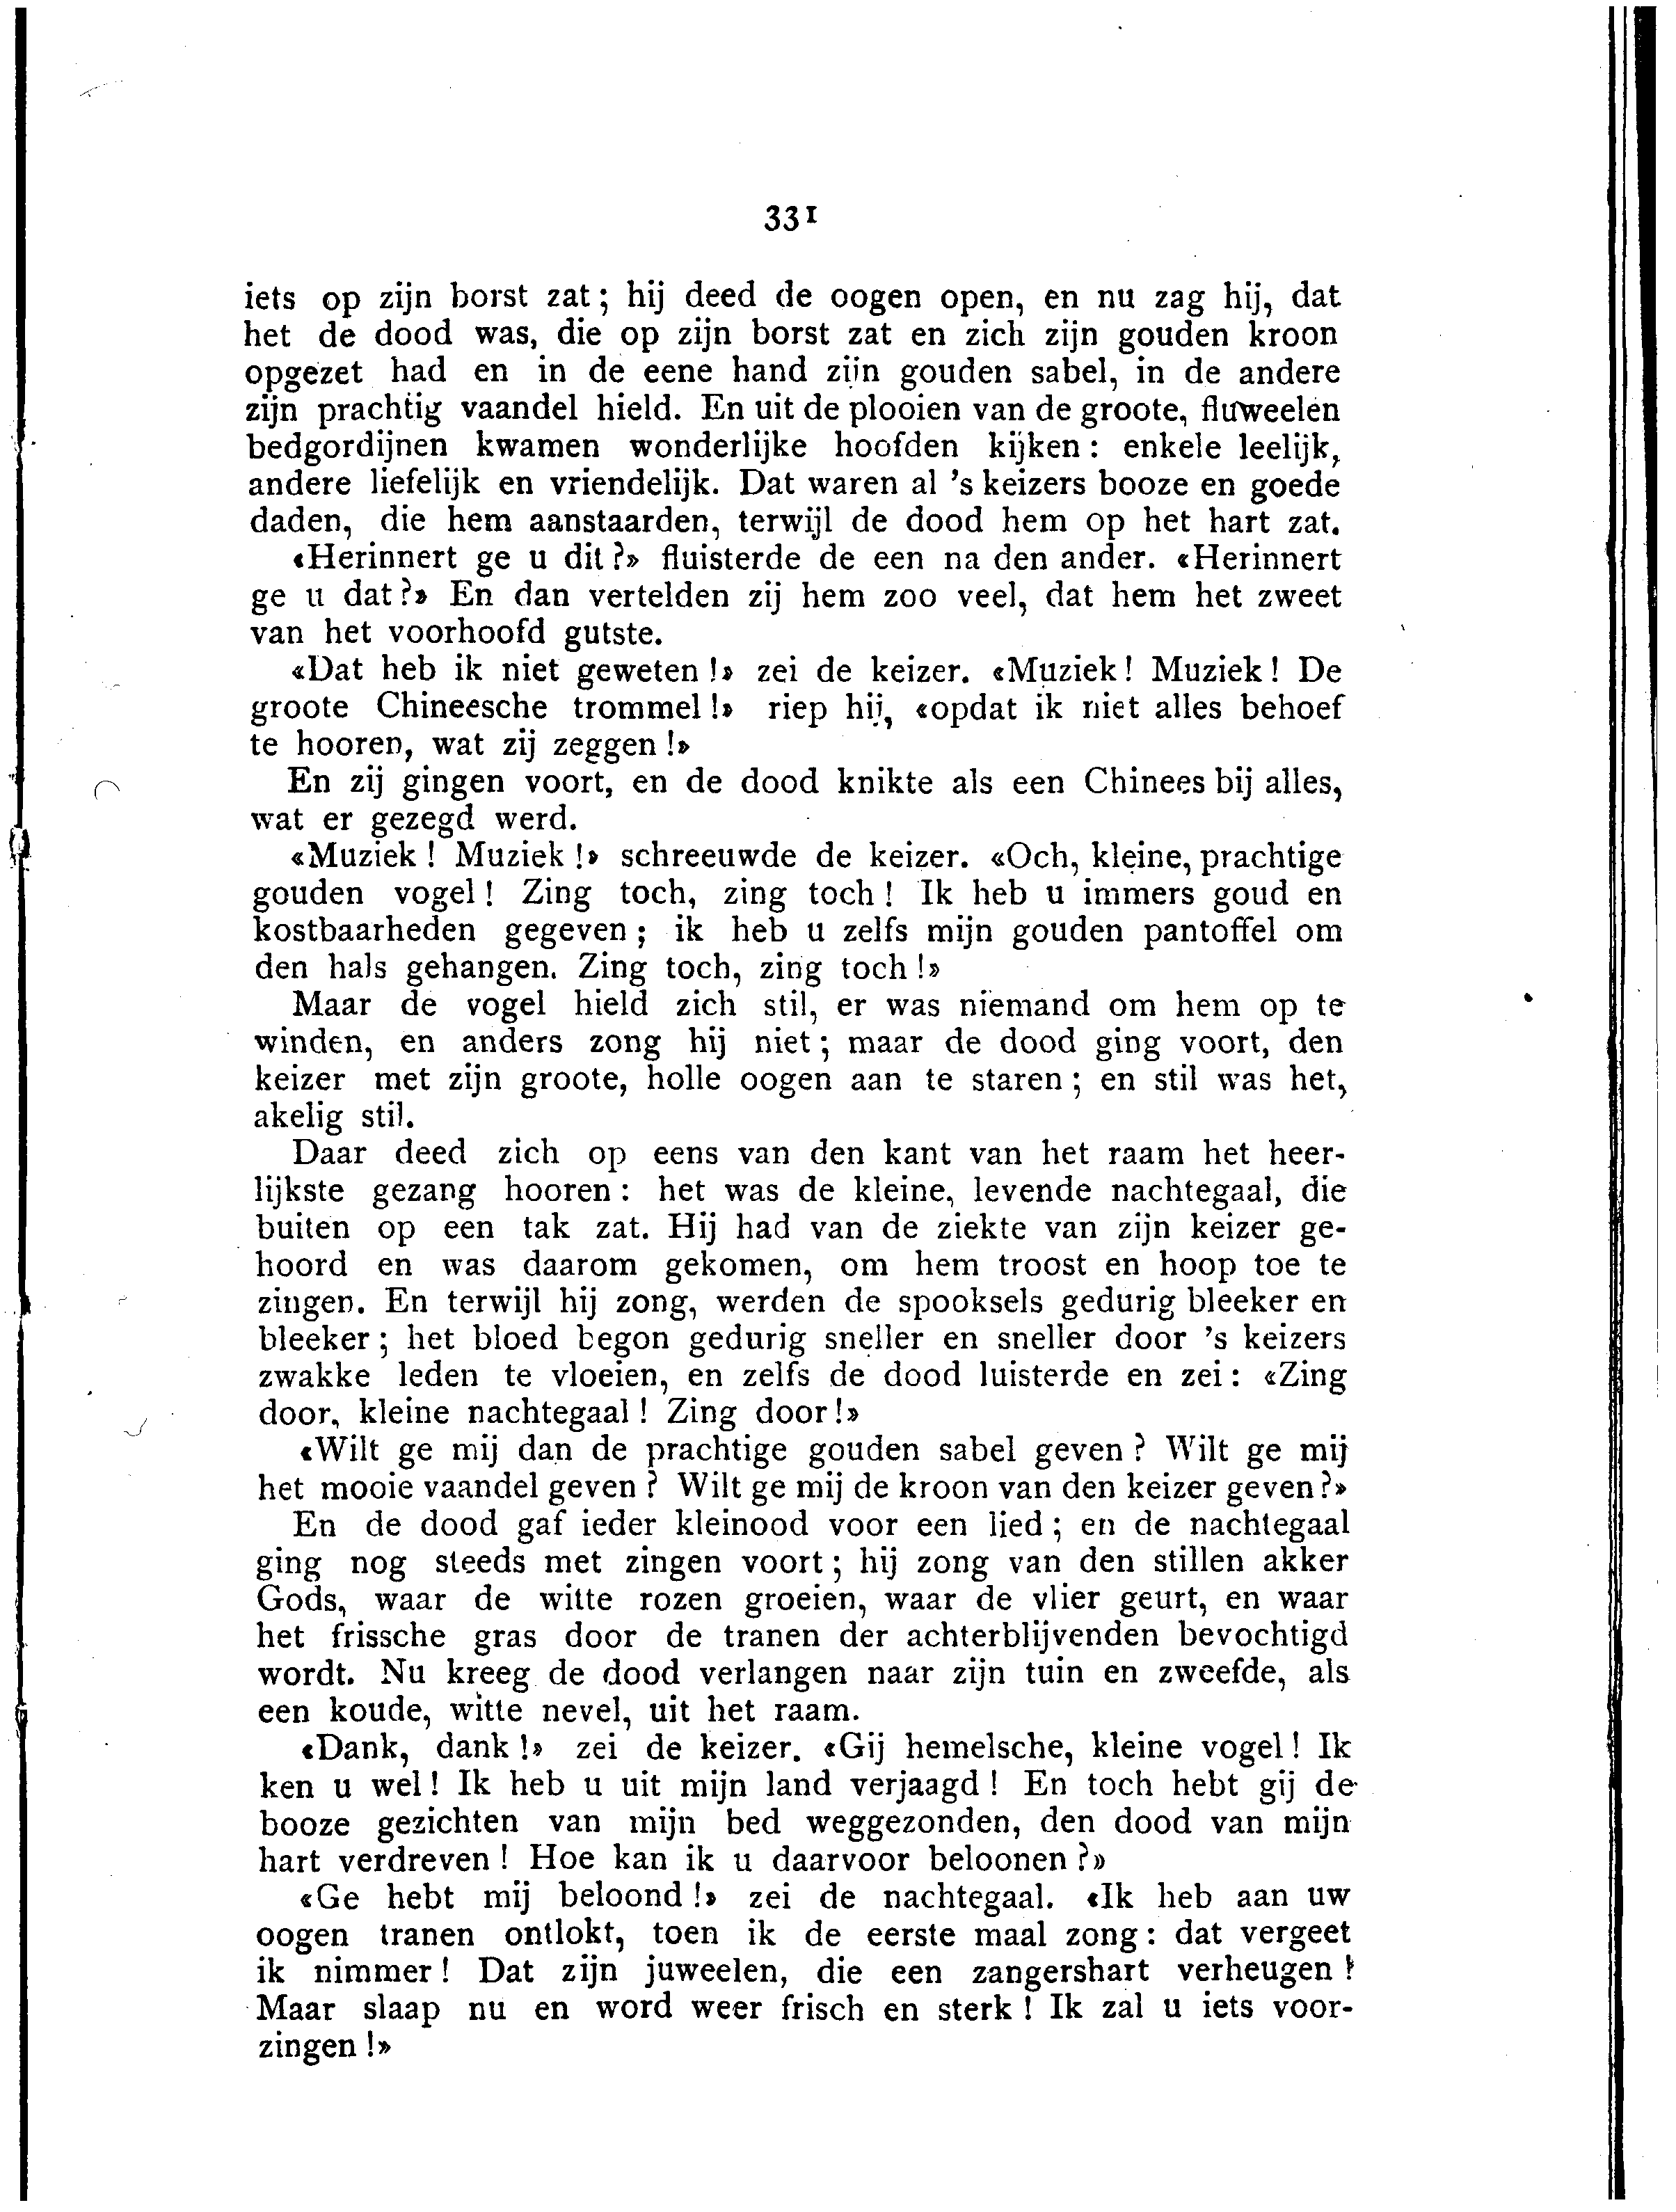 331
iets op zijn borst zat; hij deed de oogen open, en nu zag hij, dat
het de dood was, die op zijn borst zat en zich zijn gouden kroon
opgezet had en in de eene hand zijn gouden sabel, in de andere
zijn prachtig vaandel hield. En uit de plooien van de groote, fluweelen
bedgordijnen kwamen wonderlijke hoofden kijken: enkele leelijk,
andere liefelijk en vriendelijk. Dat waren al 's keizers booze en goede
daden, die hem aanstaarden, terwijl de dood hem op het hart zat.
«Herinnert ge u dit?» fluisterde de een na den ander. «Herinnert
ge u dat?» En dan vertelden zij hem zoo veel, dat hem het zweet
van het voorhoofd gutste.
«Dat heb ik niet geweten!» zei de keizer. «Muziek! Muziek! De
groote Chineesche trommel!» riep hij, «opdat ik niet alles behoef
te hooren, wat zij zeggen!»
En zij gingen voort, en de dood knikte als een Chinees bij alles,
wat er gezegd werd.
«Muziek! Muziek!» schreeuwde de keizer. «Och, kleine, prachtige
gouden vogel! Zing toch, zing toch! Ik heb u immers goud en
kostbaarheden gegeven; ik heb u zelfs mijn gouden pantoffel om
den hals gehangen. Zing toch, zing toch!»
Maar de vogel hield zich stil, er was niemand om hem op te
winden, en anders zong hij niet; maar de dood ging voort, den
keizer met zijn groote, holle oogen aan te staren; en stil was het,
akelig stil.
Daar deed zich op eens van den kant van het raam het heer-
lijkste gezang hooren: het was de kleine, levende nachtegaal, die
buiten op een tak zat. Hij had van de ziekte van zijn keizer ge-
hoord en was daarom gekomen, om hem troost en hoop toe te
zingen. En terwijl hij zong, werden de spooksels gedurig bleeker en
bleeker; het bloed begon gedurig sneller en sneller door 's keizers
zwakke leden te vloeien, en zelfs de dood luisterde en zei: «Zing
door, kleine nachtegaal! Zing door!»
«Wilt ge mij dan de prachtige gouden sabel geven? Wilt ge mij
het mooie vaandel geven? Wilt ge mij de kroon van den keizer geven?»
En de dood gaf ieder kleinood voor een lied; en de nachtegaal
ging nog steeds met zingen voort; hij zong van den stillen akker
Gods, waar de witte rozen groeien, waar de vlier geurt, en waar
het frissche gras door de tranen der achterblijvenden bevochtigd
wordt. Nu kreeg de dood verlangen naar zijn tuin en zweefde, als
een koude, witte nevel, uit het raam.
«Dank, dank!» zei de keizer. «Gij hemelsche, kleine vogel! Ik
ken u wel! Ik heb u uit mijn land verjaagd! En toch hebt gij de
booze gezichten van mijn bed weggezonden, den dood van mijn
hart verdreven! Hoe kan ik u daarvoor beloonen?»
«Ge hebt mij beloond!» zei de nachtegaal. «Ik heb aan uw
oogen tranen ontlokt, toen ik de eerste maal zong: dat vergeet
ik nimmer! Dat zijn juweelen, die een zangershart verheugen!
Maar slaap nu en word weer frisch en sterk! Ik zal u iets voor-
zingen!»